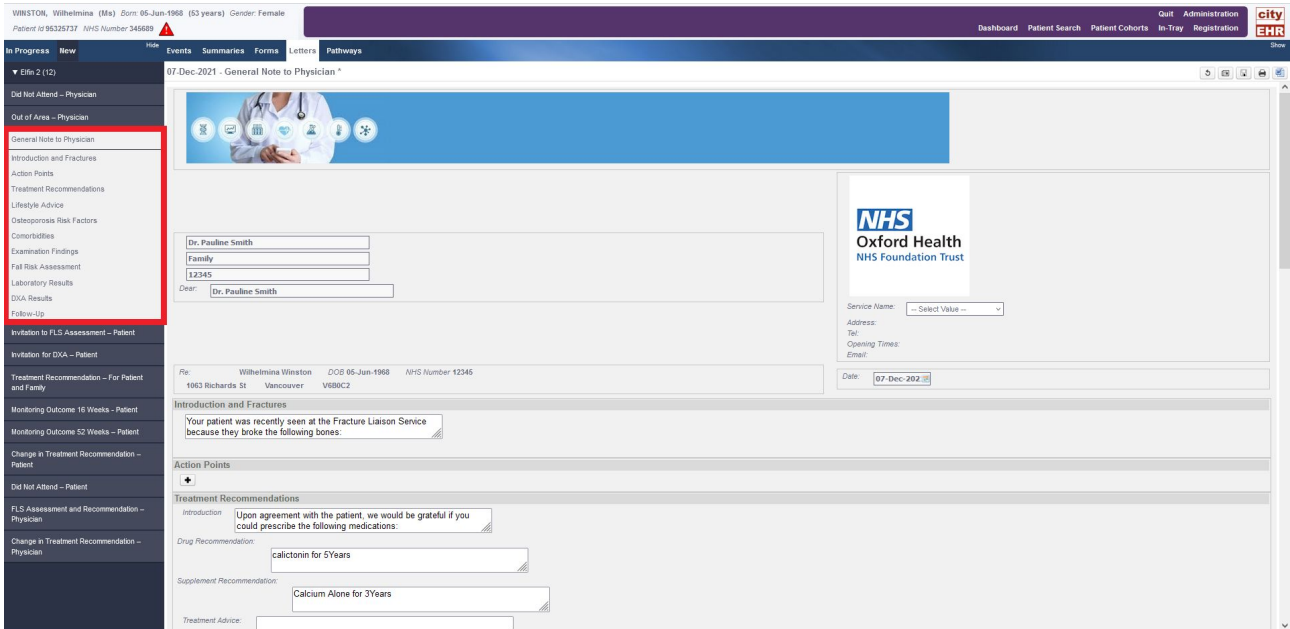 WINSTON, Wilhelmina (Ms) Born: 05-Jun-1968 (53 years) Gender: Female
Patient Id 95325737 NHS Number 345689
Quit Administration
Dashboard Patient Search Patient Cohorts In-Tray Registration
city
EHR
In Progress New Hide
Events Summaries Forms Letters Pathways
Show
▼ Elfin 2 (12)
07-Dec-2021 - General Note to Physician *
Did Not Attend – Physician
Out of Area – Physician
General Note to Physician
Introduction and Fractures
Action Points
Treatment Recommendations
Lifestyle Advice
Osteoporosis Risk Factors
Comorbidities
Examination Findings
Fall Risk Assessment
Laboratory Results
DXA Results
Follow-Up
Invitation to FLS Assessment – Patient
Invitation for DXA – Patient
Treatment Recommendation – For Patient
and Family
Monitoring Outcome 16 Weeks - Patient
Monitoring Outcome 52 Weeks – Patient
Change in Treatment Recommendation –
Patient
Did Not Attend – Patient
FLS Assessment and Recommendation –
Physician
Change in Treatment Recommendation –
Physician
Dr. Pauline Smith
Family
12345
Dear: Dr. Pauline Smith
NHS
Oxford Health
NHS Foundation Trust
Service Name: -- Select Value --
Address:
Tel:
Opening Times:
Email:
Re: Wilhelmina Winston DOB 05-Jun-1968 NHS Number 12345
1063 Richards St Vancouver V6B0C2
Date: 07-Dec-202
Introduction and Fractures
Your patient was recently seen at the Fracture Liaison Service
because they broke the following bones:
Action Points
+
Treatment Recommendations
Introduction Upon agreement with the patient, we would be grateful if you
could prescribe the following medications:
Drug Recommendation:
calictonin for 5Years
Supplement Recommendation:
Calcium Alone for 3Years
Treatment Advice: